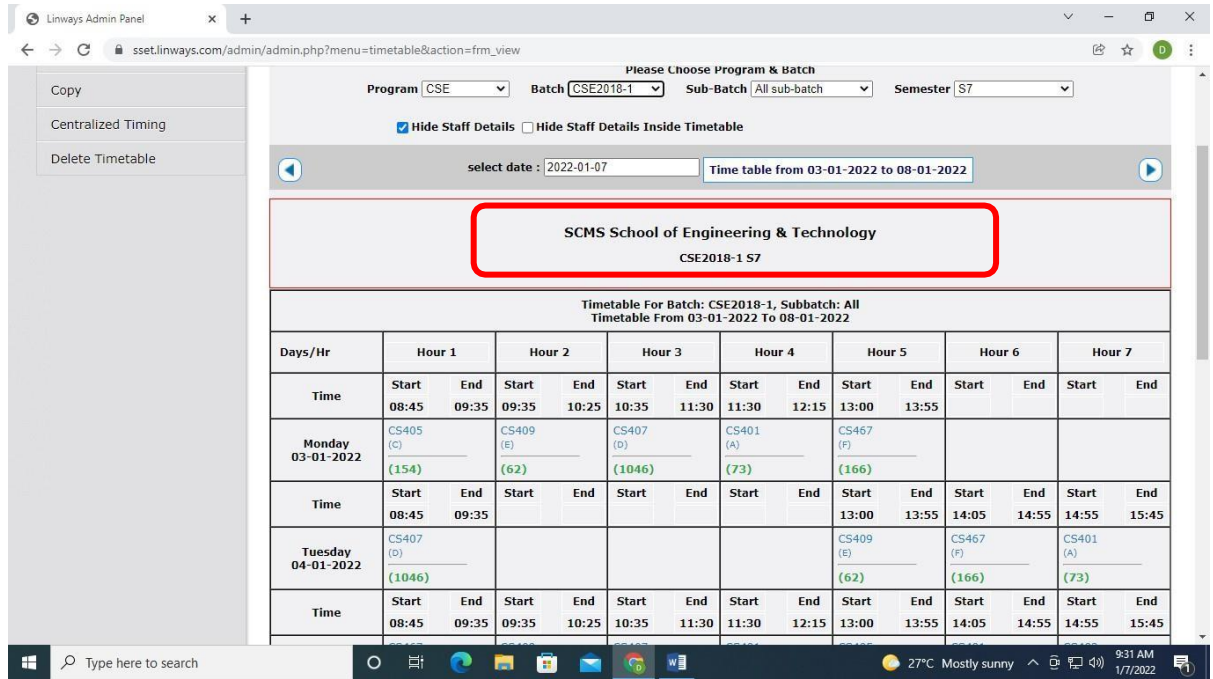 Linways Admin Panel
sset.linways.com/admin/admin.php?menu=timetable&action=frm_view
D
Copy
Centralized Timing
Delete Timetable
Please Choose Program & Batch
Program CSE Batch CSE2018-1 Sub-Batch All sub-batch Semester S7
Hide Staff Details Hide Staff Details Inside Timetable
select date : 2022-01-07 Time table from 03-01-2022 to 08-01-2022
SCMS School of Engineering & Technology
CSE2018-1 S7
Timetable For Batch: CSE2018-1, Subbatch: All
Timetable From 03-01-2022 To 08-01-2022
Days/Hr Hour 1 Hour 2 Hour 3 Hour 4 Hour 5 Hour 6 Hour 7
Time Start End Start End Start End Start End Start End Start End Start End
08:45 09:35 09:35 10:25 10:35 11:30 11:30 12:15 13:00 13:55
Monday 
03-01-2022
CS405 CS409 CS407 CS401 CS467
(C) (E) (D) (A) (F)
(154) (62) (1046) (73) (166)
Time Start End Start End Start End Start End Start End Start End Start End
08:45 09:35 13:00 13:55 14:05 14:55 14:55 15:45
Tuesday
04-01-2022
CS407 CS409 CS467 CS401
(D) (E) (F) (A)
(1046) (62) (166) (73)
Time Start End Start End Start End Start End Start End Start End Start End
08:45 09:35 09:35 10:25 10:35 11:30 11:30 12:15 13:00 13:55 14:05 14:55 14:55 15:45
Type here to search
27°C Mostly sunny
9:31 AM
1/7/2022